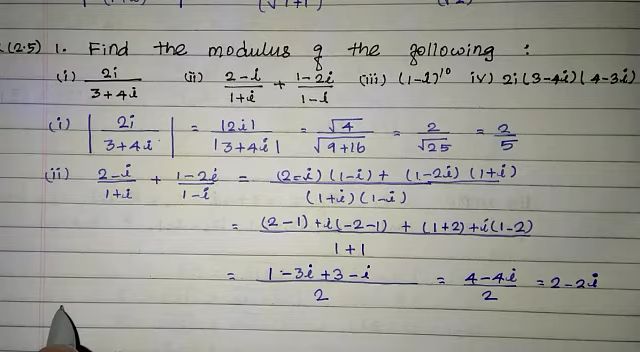 (2.5) 1. Find the modulus of the following :
(i) 2i / 3+4i (ii) 2-i / 1+i + 1-2i / 1-i (iii) (1-i)^10 iv) 2i(3-4i)(4-3i)
(i) | 2i / 3+4i | = |2i| / |3+4i| = √4 / √9+16 = 2 / √25 = 2/5
(ii) 2-i / 1+i + 1-2i / 1-i = (2-i)(1-i) + (1-2i)(1+i) / (1+i)(1-i)
= (2-1)+i(-2-1) + (1+2)+i(1-2) / 1+1
= 1-3i+3-i / 2 = 4-4i / 2 = 2-2i